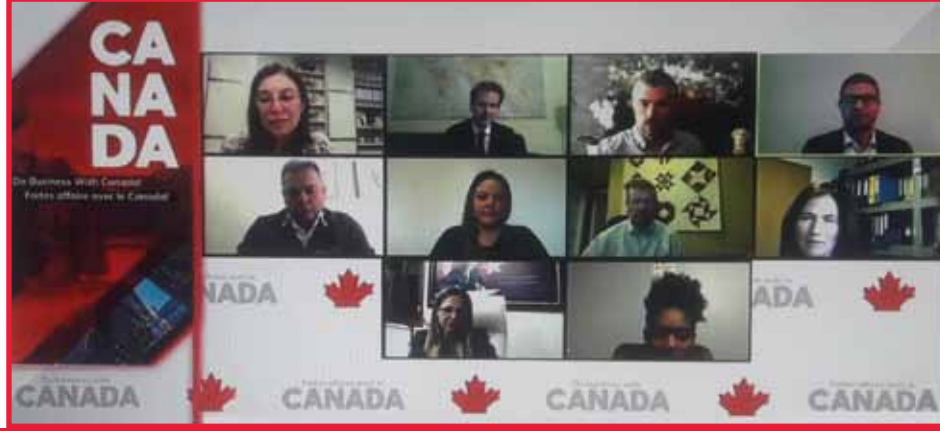 CA
NA
DA
Do Business With Canada!
Faites affaire avec le Canada!
NADA
ADA
CANADA
CANADA
CANADA
CANADA